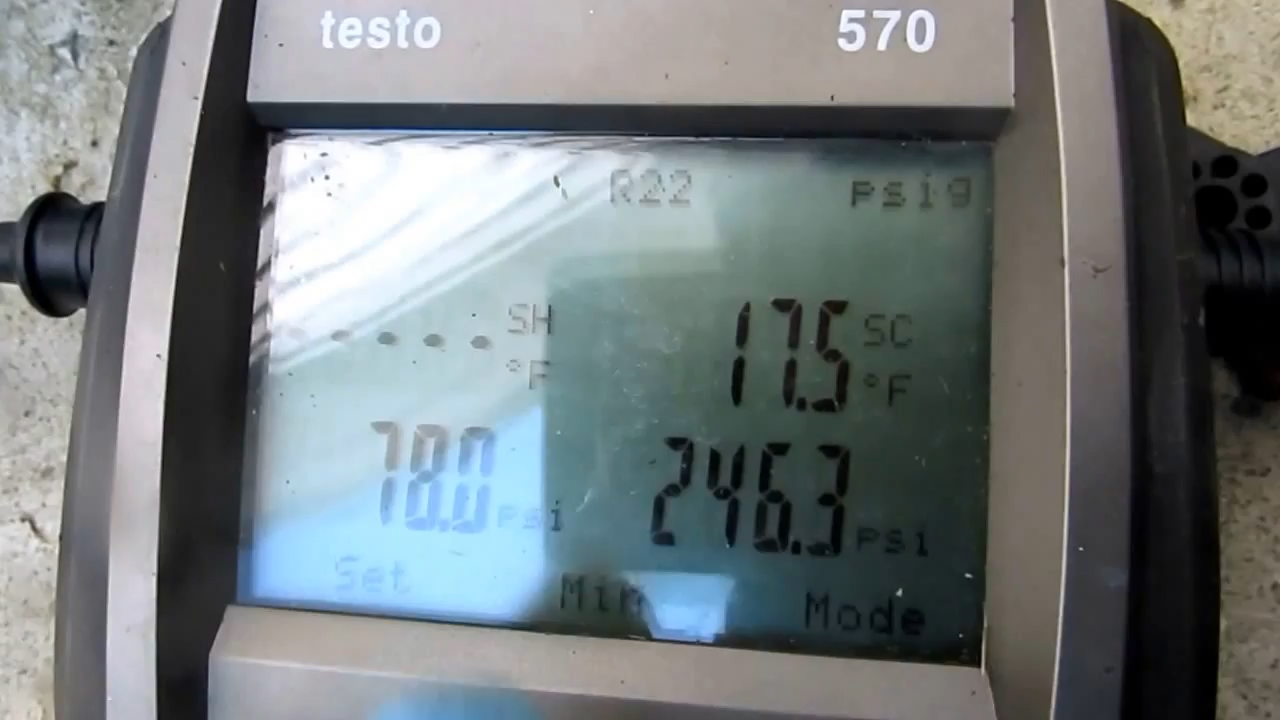 testo 570
R22 psig
----- SH °F 17.5 SC °F
78.0 psi 246.3 psi
Set Min Mode